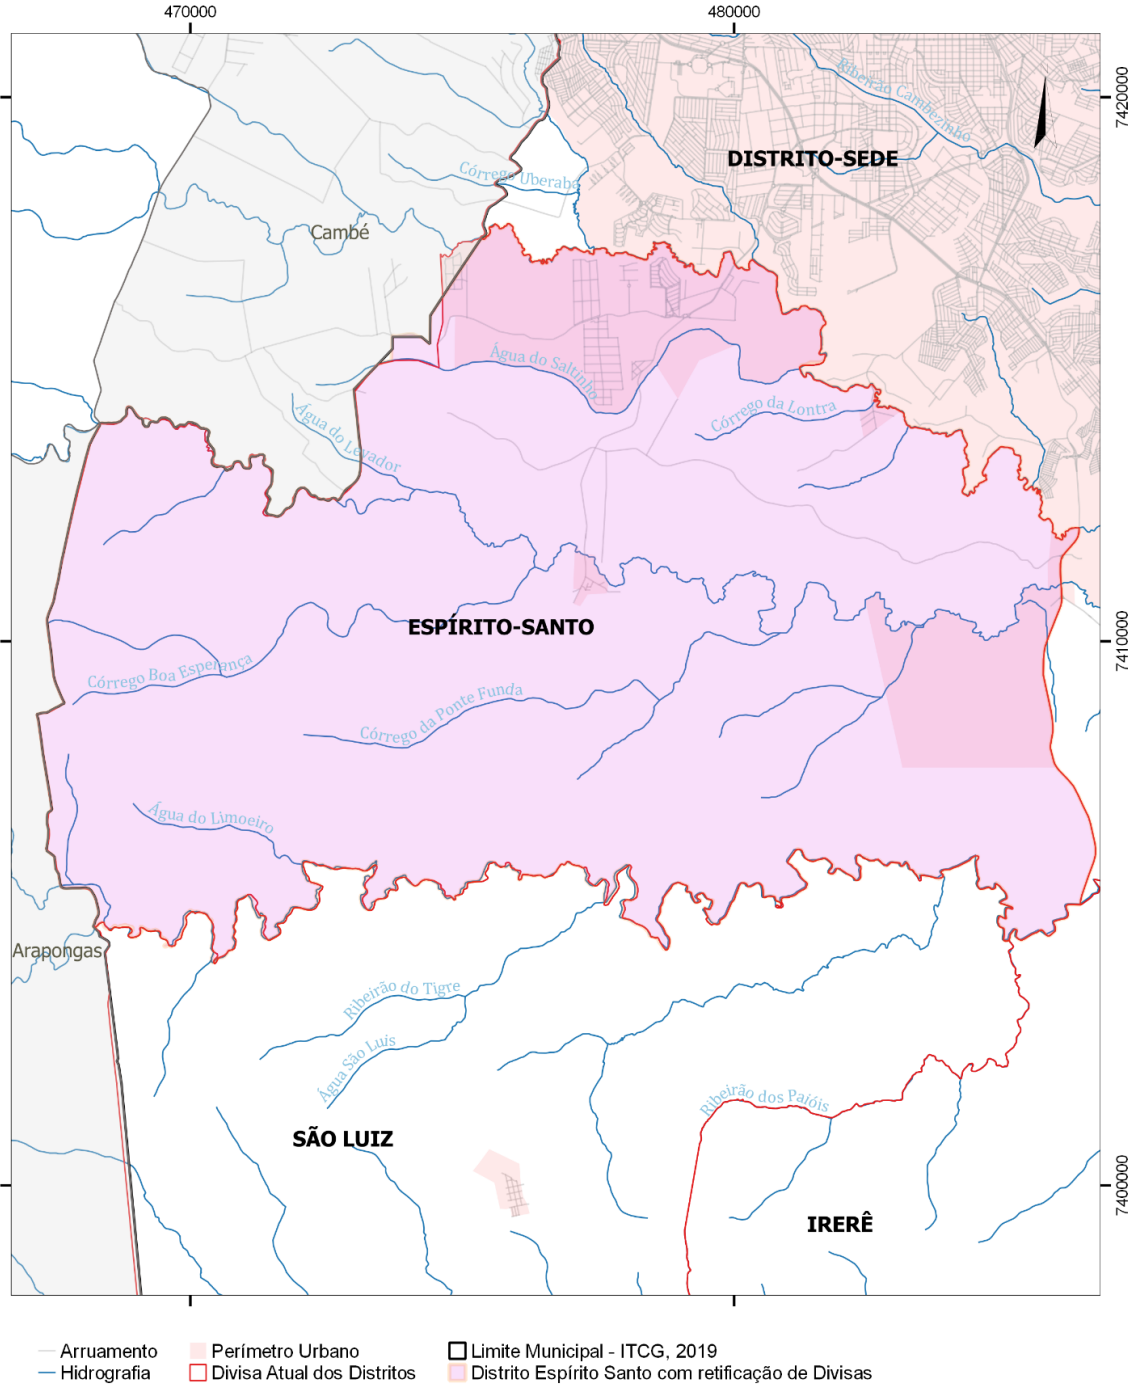 470000 480000
7420000
Ribeirão Cambezinho
DISTRITO-SEDE
Córrego Uberaba
Cambé
Água do Saltinho
Córrego da Lontra
Água do Levador
ESPÍRITO-SANTO
7410000
Córrego Boa Esperança
Córrego da Ponte Funda
Água do Limoeiro
Arapongas
Ribeirão do Tigre
Água São Luis
Ribeirão dos Paióis
SÃO LUIZ
7400000
IRERÊ
Arruamento Perímetro Urbano Limite Municipal - ITCG, 2019
Hidrografia Divisa Atual dos Distritos Distrito Espírito Santo com retificação de Divisas